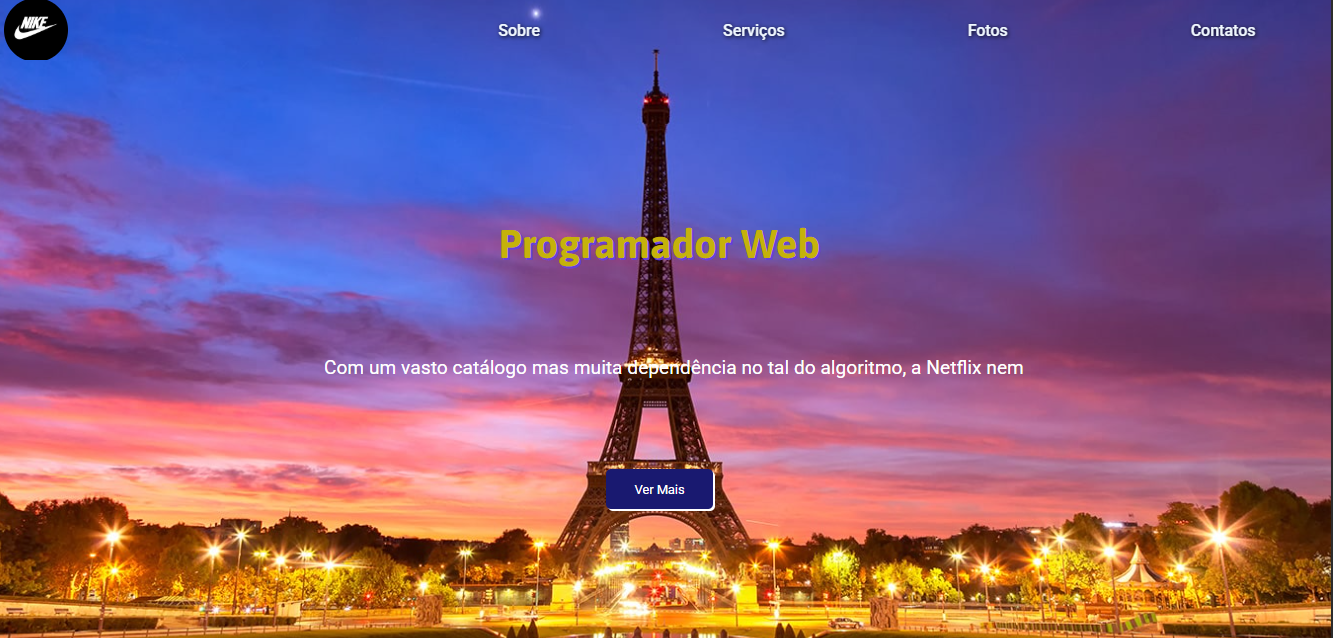 NIKE
Sobre
Serviços
Fotos
Contatos
Programador Web
Com um vasto catálogo mas muita dependência no tal do algoritmo, a Netflix nem
Ver Mais